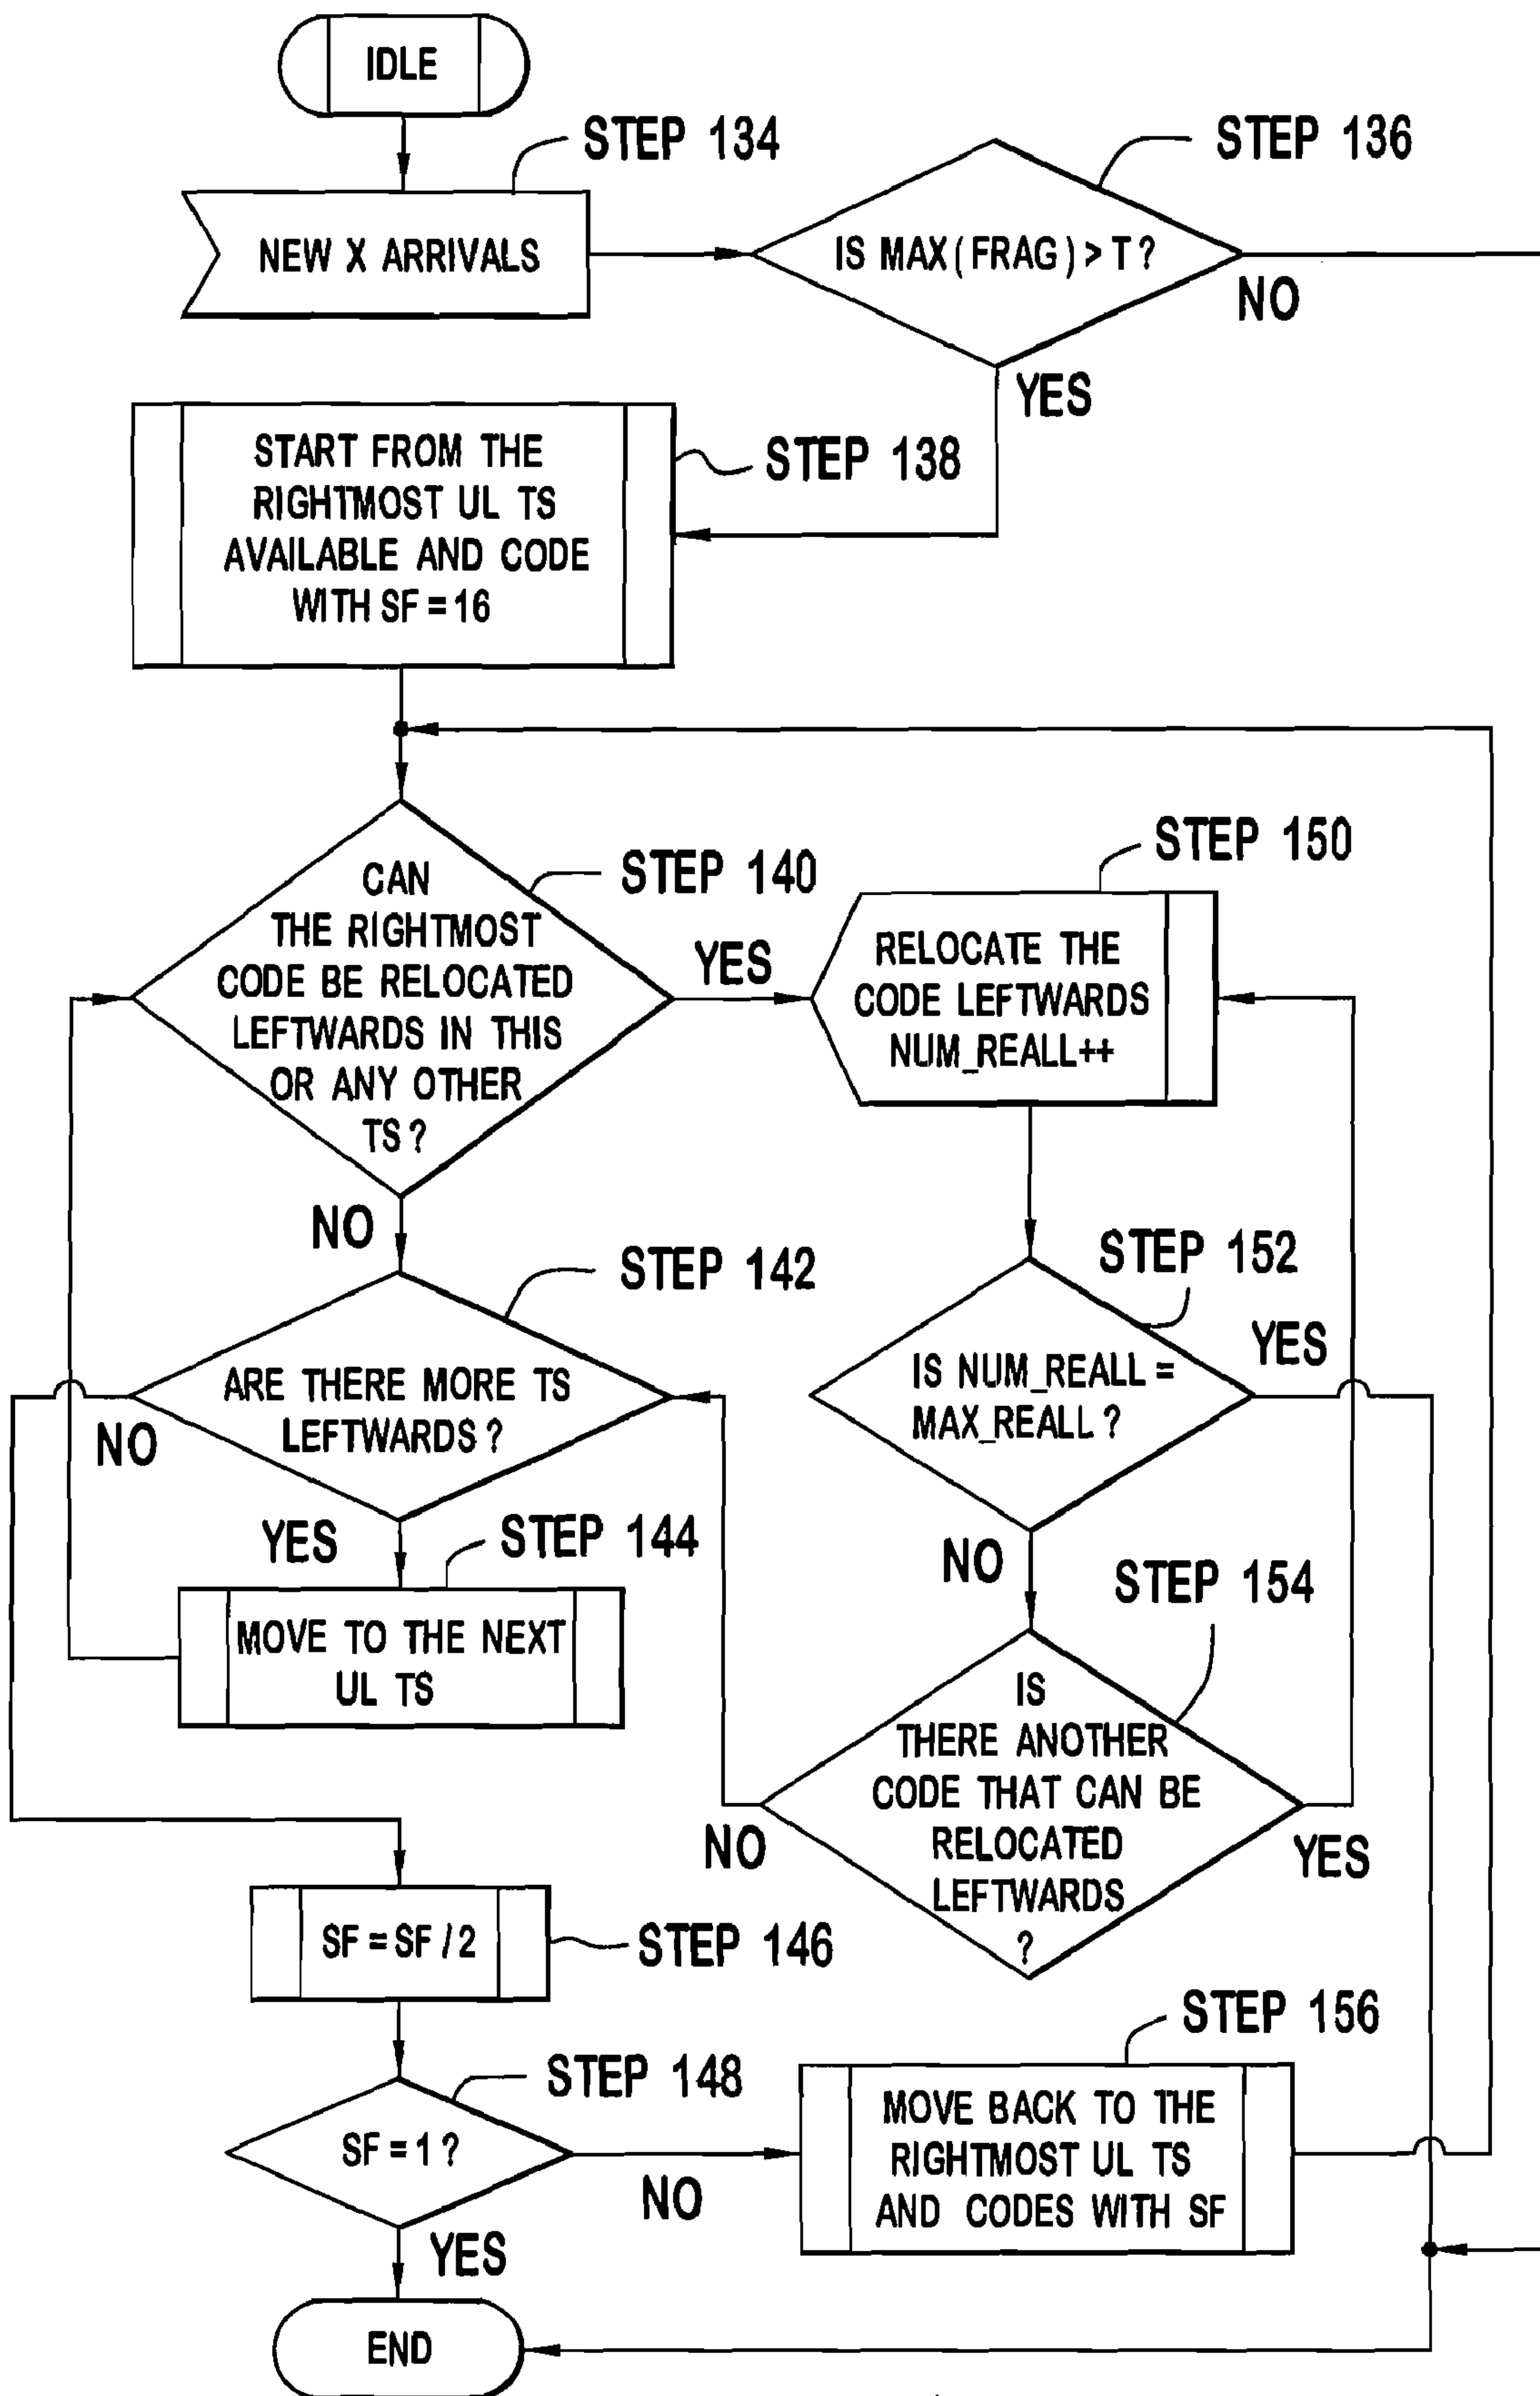 IDLE
STEP 134
NEW X ARRIVALS
STEP 136
IS MAX(FRAG) > T ?
NO
YES
STEP 138
START FROM THE
RIGHTMOST UL TS
AVAILABLE AND CODE
WITH SF = 16
STEP 140
CAN
THE RIGHTMOST
CODE BE RELOCATED
LEFTWARDS IN THIS
OR ANY OTHER
TS ?
YES
NO
STEP 150
RELOCATE THE
CODE LEFTWARDS
NUM_REALL++
STEP 142
ARE THERE MORE TS
LEFTWARDS ?
NO
YES
STEP 152
IS NUM_REALL =
MAX_REALL ?
YES
NO
STEP 144
MOVE TO THE NEXT
UL TS
STEP 154
IS
THERE ANOTHER
CODE THAT CAN BE
RELOCATED
LEFTWARDS
?
NO
YES
SF = SF / 2
STEP 146
STEP 148
SF = 1 ?
NO
YES
STEP 156
MOVE BACK TO THE
RIGHTMOST UL TS
AND CODES WITH SF
END